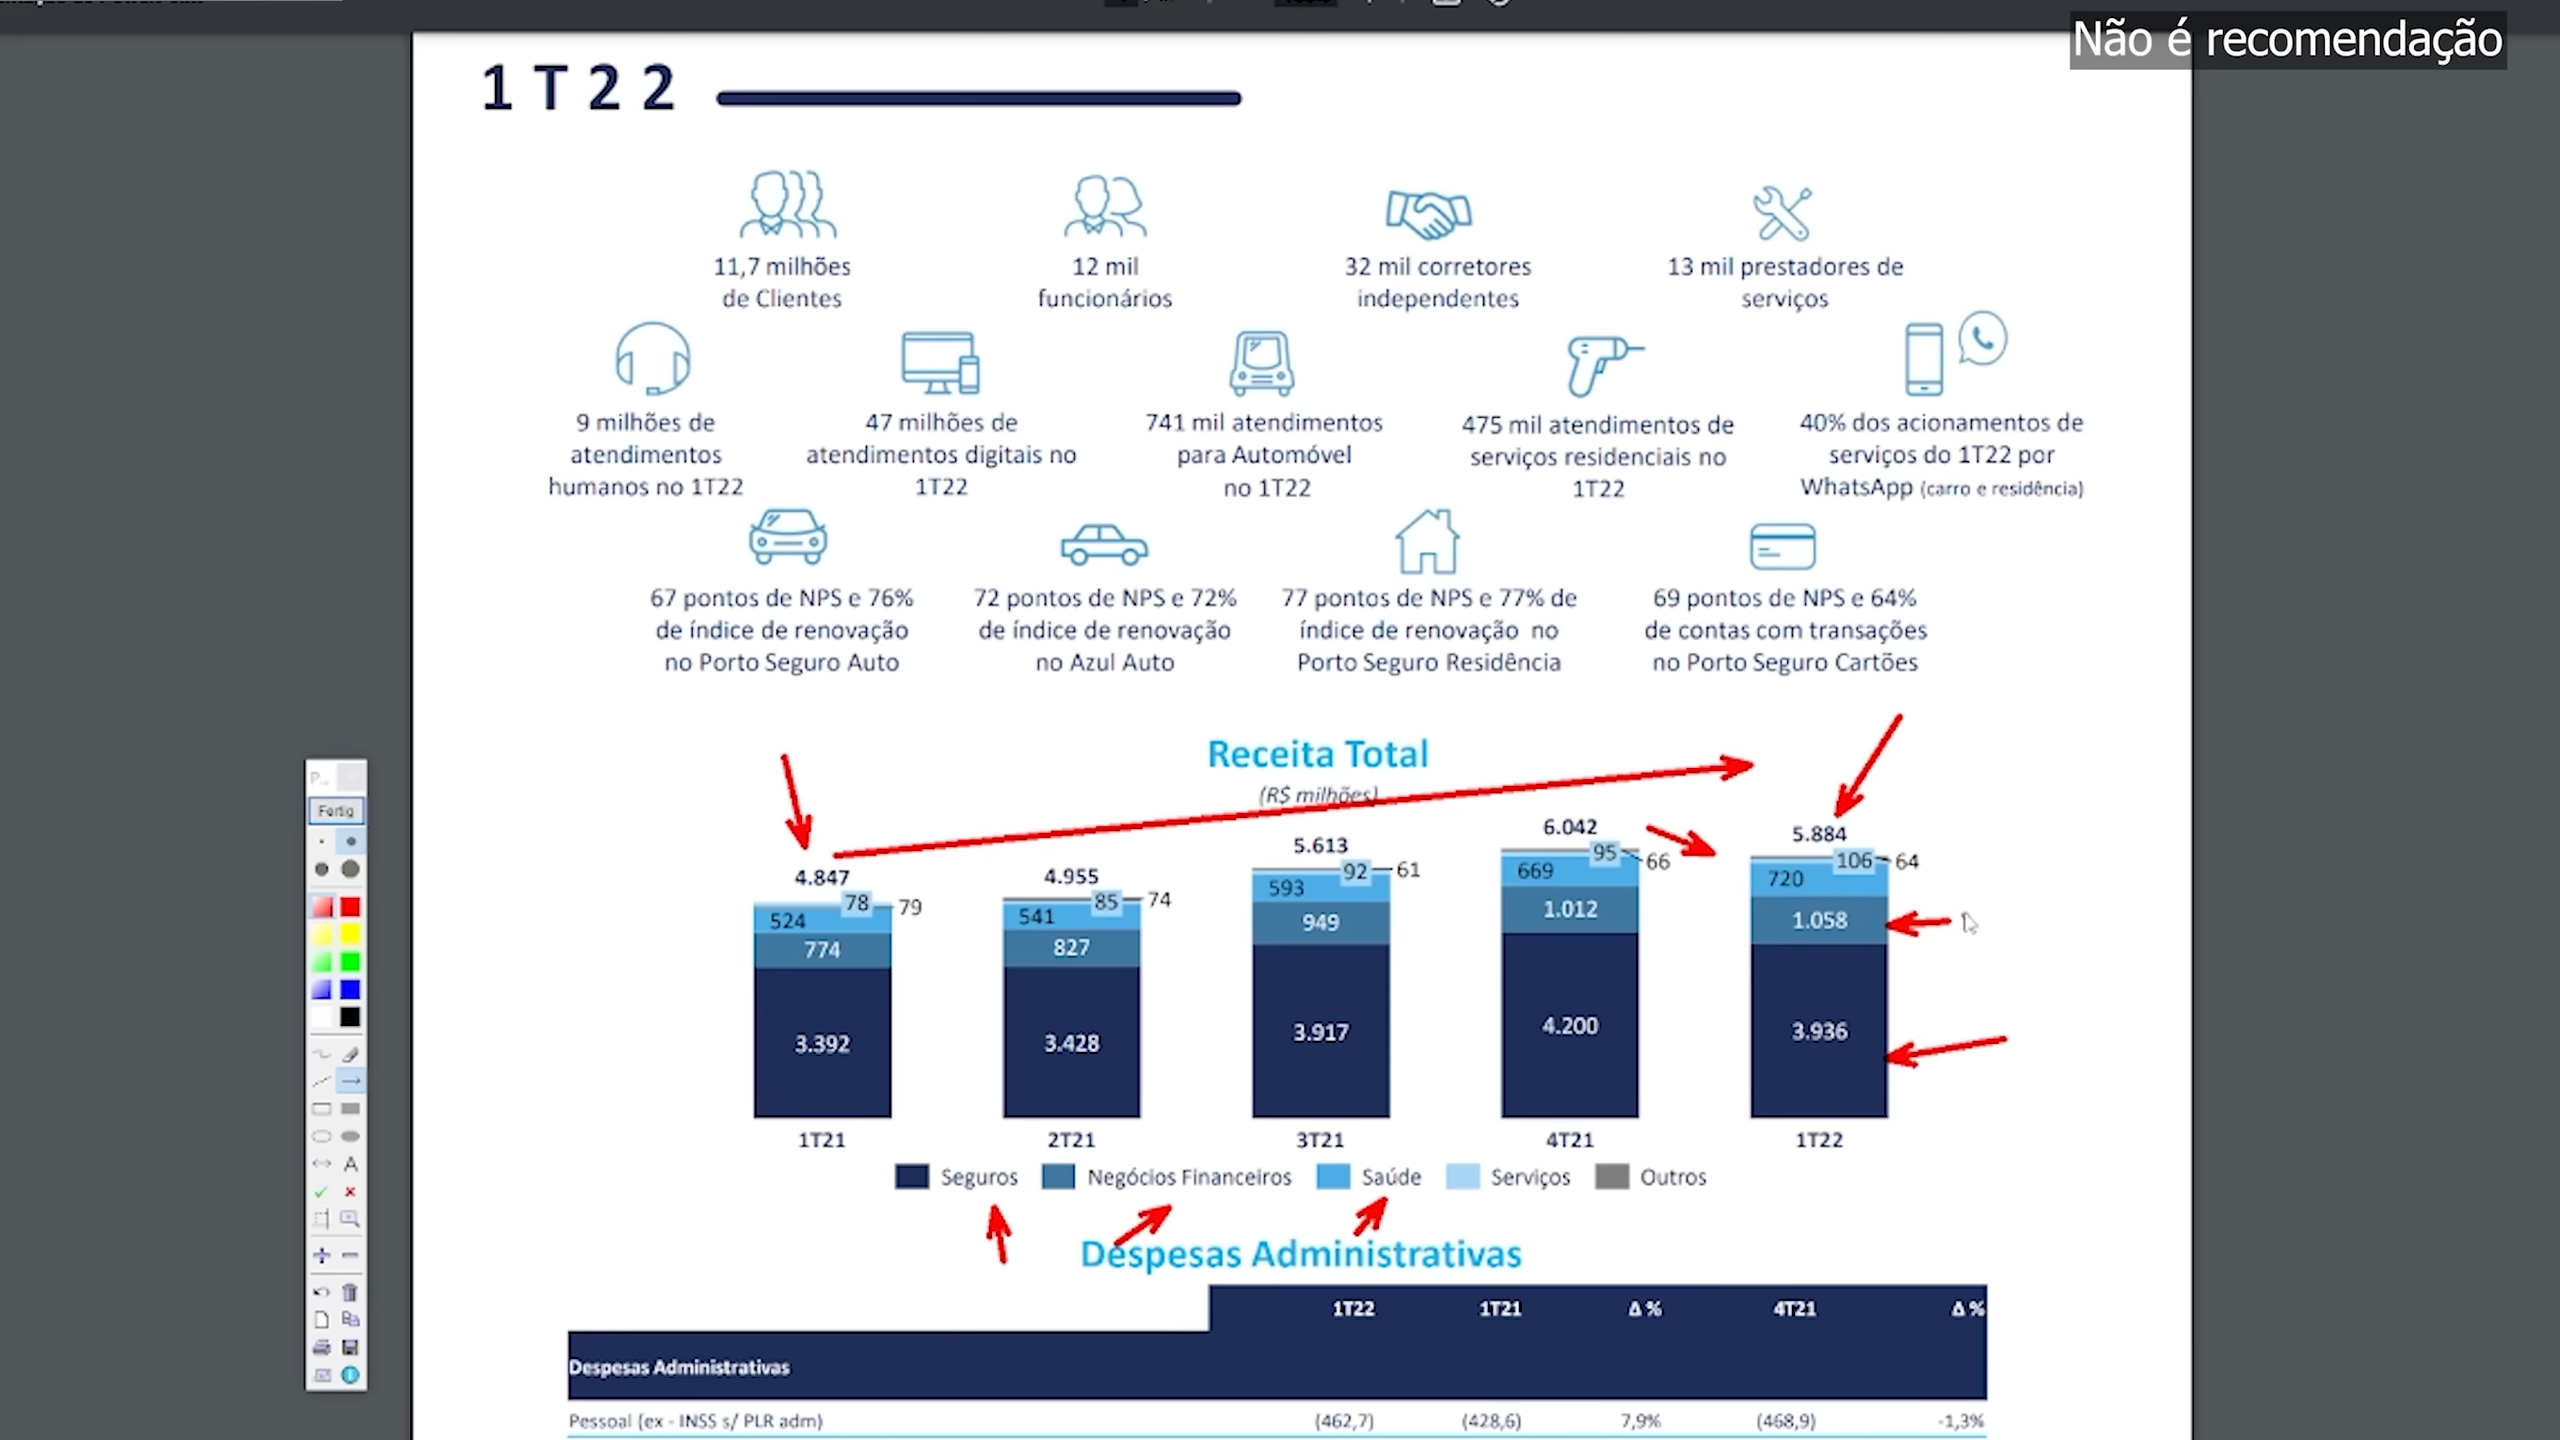 Não é recomendação
1T22
11,7 milhões
de Clientes
12 mil
funcionários
32 mil corretores
independentes
13 mil prestadores de
serviços
9 milhões de
atendimentos
humanos no 1T22
47 milhões de
atendimentos digitais no
1T22
741 mil atendimentos
para Automóvel
no 1T22
475 mil atendimentos de
serviços residenciais no
1T22
40% dos acionamentos de
serviços do 1T22 por
WhatsApp (carro e residência)
67 pontos de NPS e 76%
de índice de renovação
no Porto Seguro Auto
72 pontos de NPS e 72%
de índice de renovação
no Azul Auto
77 pontos de NPS e 77% de
índice de renovação no
Porto Seguro Residência
69 pontos de NPS e 64%
de contas com transações
no Porto Seguro Cartões
P...
Fertig
A
Receita Total
(R$ milhões)
4.847
78
79
524
774
3.392
4.955
85
74
541
827
3.428
5.613
92
61
593
949
3.917
6.042
95
66
669
1.012
4.200
5.884
106
64
720
1.058
3.936
1T21 2T21 3T21 4T21 1T22
Seguros Negócios Financeiros Saúde Serviços Outros
Despesas Administrativas
1T22 1T21 Δ % 4T21 Δ %
Despesas Administrativas
Pessoal (ex - INSS s/ PLR adm) (462,7) (428,6) 7,9% (468,9) -1,3%